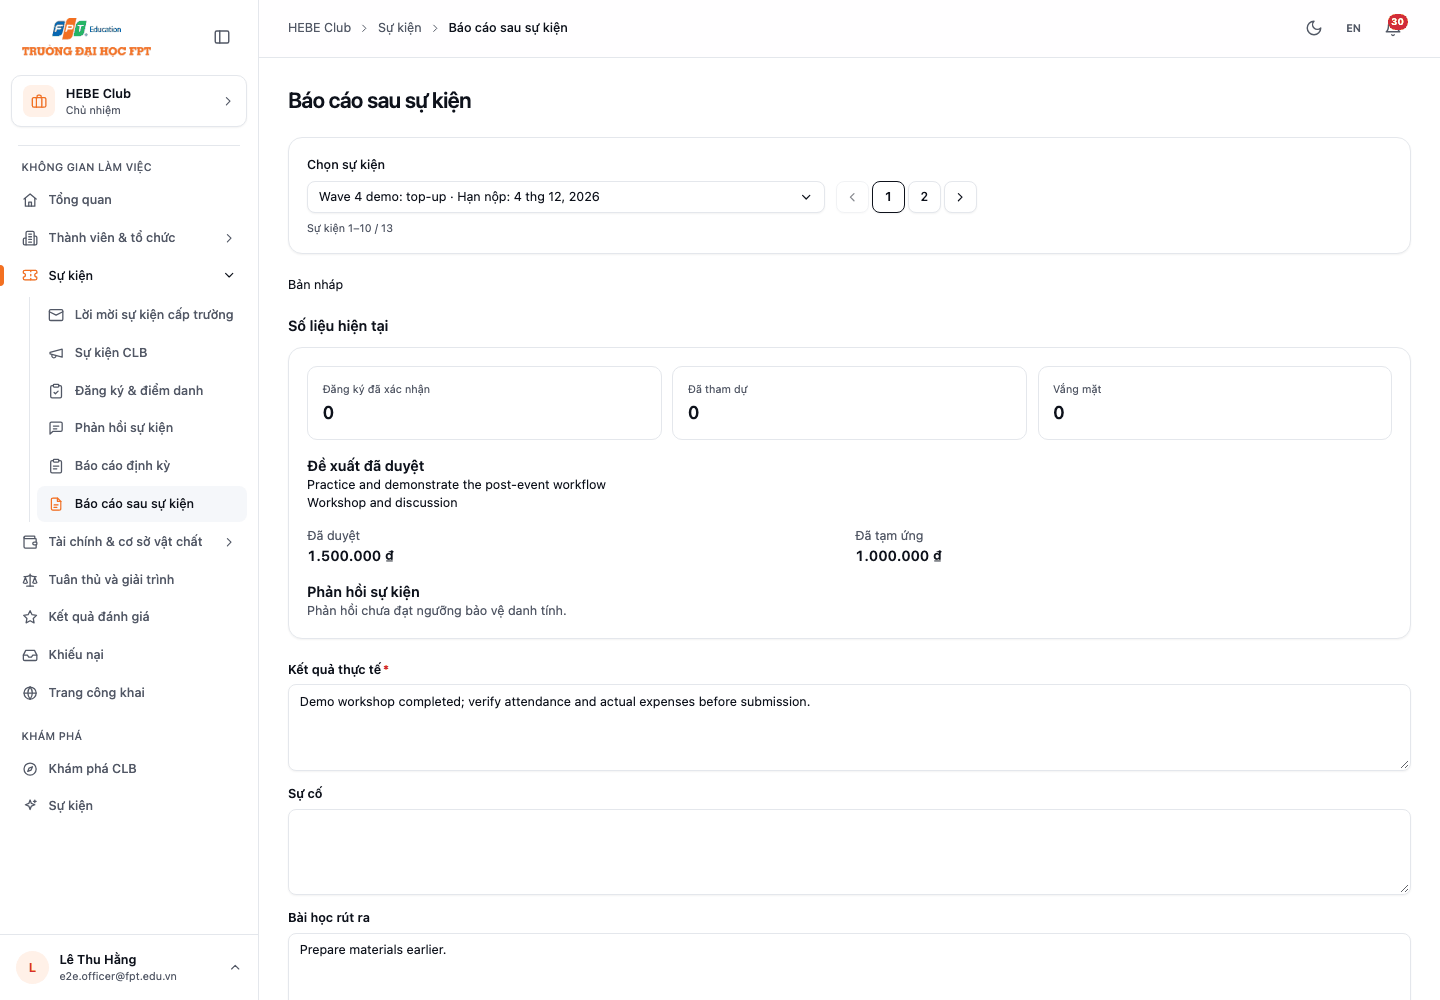 FPT Education
TRƯỜNG ĐẠI HỌC FPT
HEBE Club
Chủ nhiệm
KHÔNG GIAN LÀM VIỆC
Tổng quan
Thành viên & tổ chức
Sự kiện
Lời mời sự kiện cấp trường
Sự kiện CLB
Đăng ký & điểm danh
Phản hồi sự kiện
Báo cáo định kỳ
Báo cáo sau sự kiện
Tài chính & cơ sở vật chất
Tuân thủ và giải trình
Kết quả đánh giá
Khiếu nại
Trang công khai
KHÁM PHÁ
Khám phá CLB
Sự kiện
L
Lê Thu Hằng
e2e.officer@fpt.edu.vn
HEBE Club > Sự kiện > Báo cáo sau sự kiện
EN
30
Báo cáo sau sự kiện
Chọn sự kiện
Wave 4 demo: top-up · Hạn nộp: 4 thg 12, 2026
1 2
Sự kiện 1–10 / 13
Bản nháp
Số liệu hiện tại
Đăng ký đã xác nhận
0
Đã tham dự
0
Vắng mặt
0
Đề xuất đã duyệt
Practice and demonstrate the post-event workflow
Workshop and discussion
Đã duyệt
1.500.000 ₫
Đã tạm ứng
1.000.000 ₫
Phản hồi sự kiện
Phản hồi chưa đạt ngưỡng bảo vệ danh tính.
Kết quả thực tế *
Demo workshop completed; verify attendance and actual expenses before submission.
Sự cố
Bài học rút ra
Prepare materials earlier.